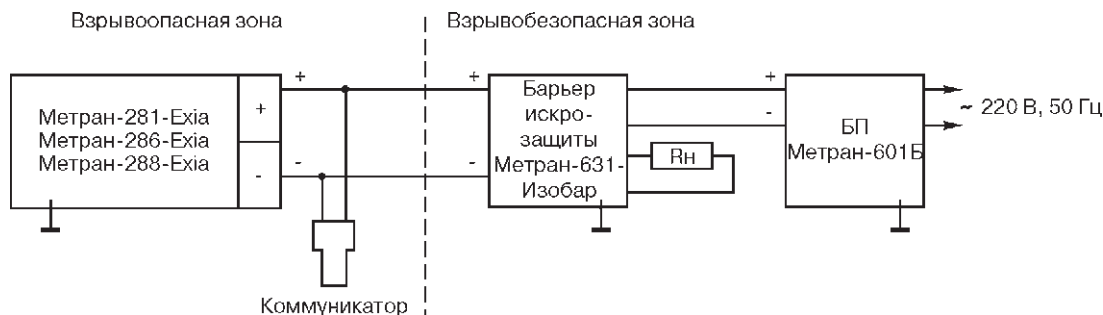 Взрывоопасная зона
Взрывобезопасная зона
Метран-281-Exia
Метран-286-Exia
Метран-288-Exia
+
-
+
-
+
-
Барьер
искро-
защиты
Метран-631-
Изобар
Rн
+
-
БП
Метран-601Б
~ 220 В, 50 Гц
Коммуникатор